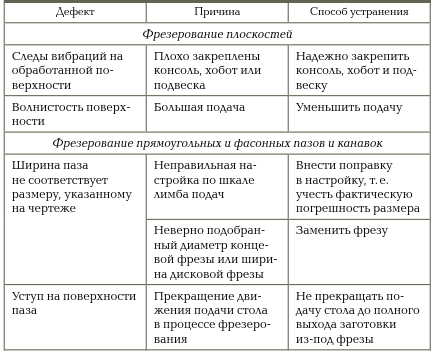 Дефект
Причина
Способ устранения
Фрезерование плоскостей
Следы вибраций на
обработанной по-
верхности
Плохо закреплены
консоль, хобот или
подвеска
Надежно закрепить
консоль, хобот и под-
веску
Волнистость поверх-
ности
Большая подача
Уменьшить подачу
Фрезерование прямоугольных и фасонных пазов и канавок
Ширина паза
не соответствует
размеру, указанному
на чертеже
Неправильная на-
стройка по шкале
лимба подач
Внести поправку
в настройку, т. е.
учесть фактическую
погрешность размера
Неверно подобран-
ный диаметр конце-
вой фрезы или шири-
на дисковой фрезы
Заменить фрезу
Уступ на поверхности
паза
Прекращение дви-
жения подачи стола
в процессе фрезеро-
вания
Не прекращать по-
дачу стола до полного
выхода заготовки
из-под фрезы